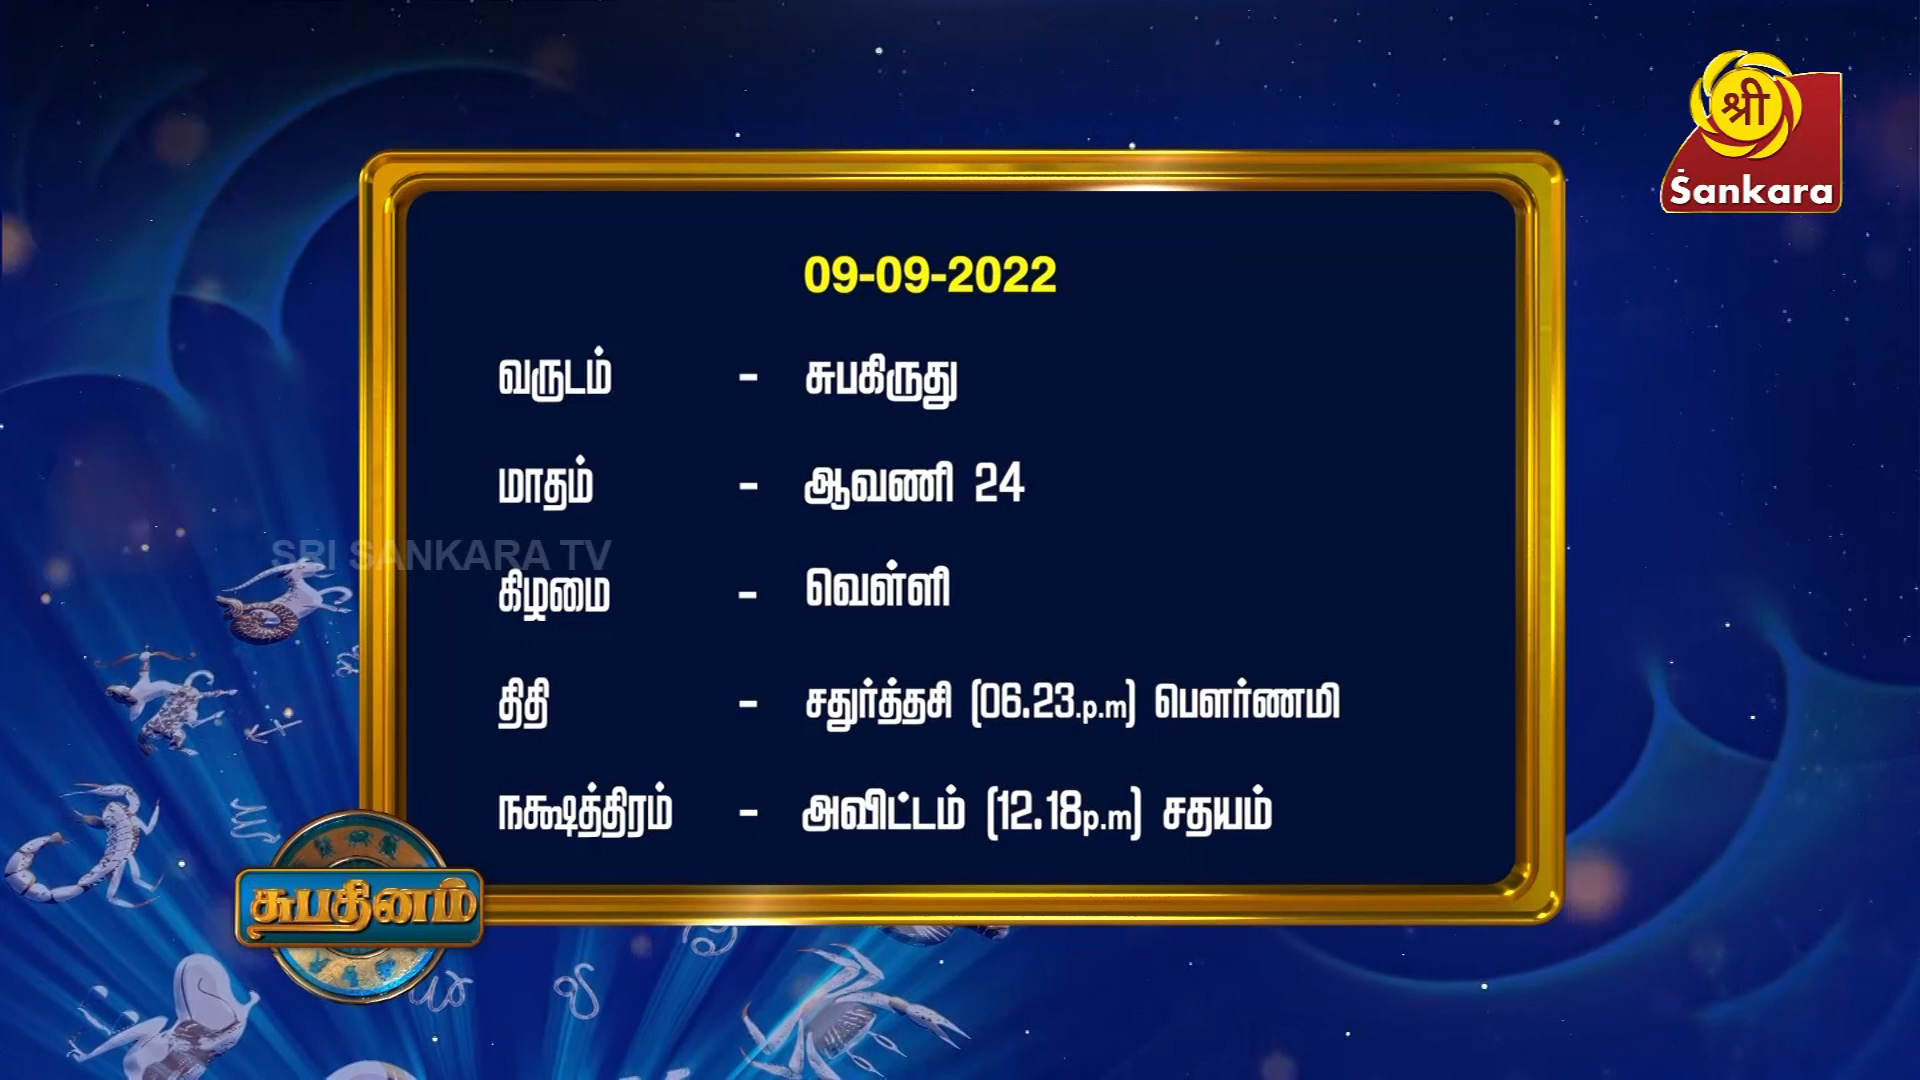 श्री
Sankara
09-09-2022
வருடம் - சுபகிருது
மாதம் - ஆவணி 24
SRI SANKARA TV
கிழமை - வெள்ளி
திதி - சதுர்த்தசி (06.23.p.m) பௌர்ணமி
நக்ஷத்திரம் - அவிட்டம் (12.18p.m) சதயம்
சுபதினம்